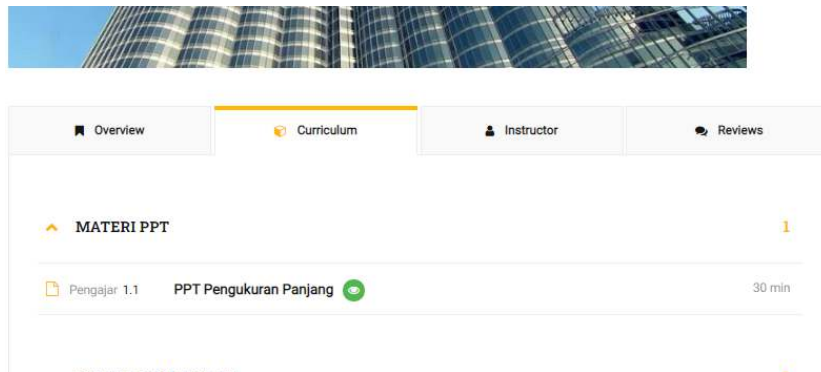 Overview Curriculum Instructor Reviews
MATERI PPT 1
Pengajar 1.1 PPT Pengukuran Panjang 30 min